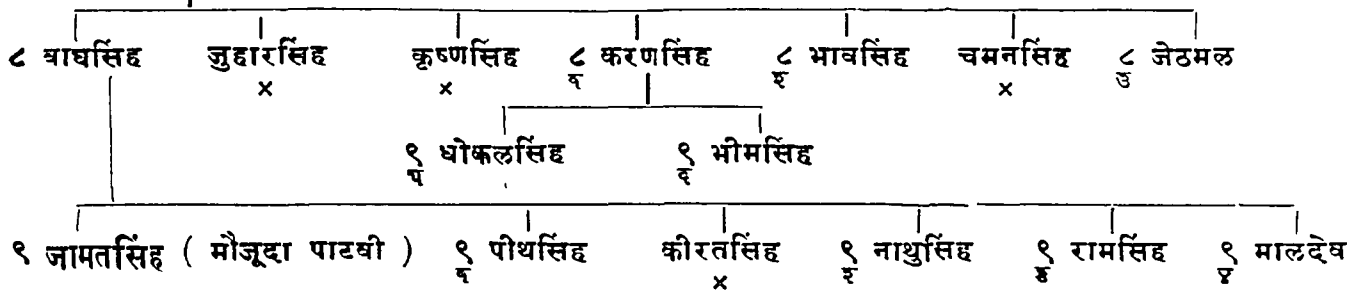 ८ वाघसिंह जुहारसिंह कृष्णसिंह ८ करणसिंह ८ भावसिंह चमनसिंह ८ जेठमल
× × ×
९ धोकलसिंह ९ भीमसिंह
९ जामतसिंह ( मौजूदा पाटवी ) ९ पीथसिंह कीरतसिंह ९ नाथुसिंह ९ रामसिंह ९ मालदेव
×